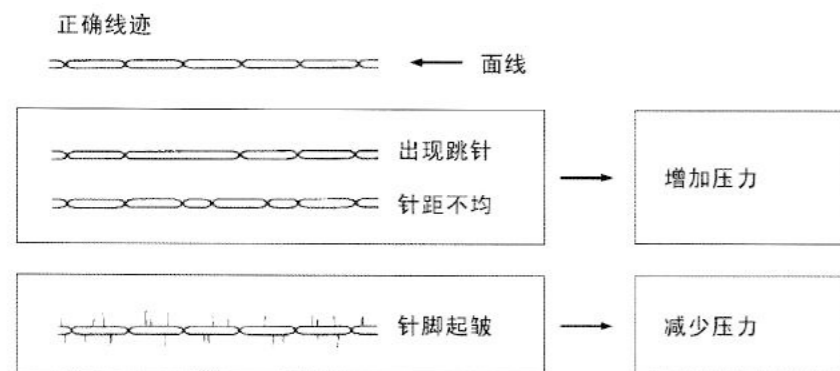 正确线迹
面线
出现跳针
针距不均
增加压力
针脚起皱
减少压力